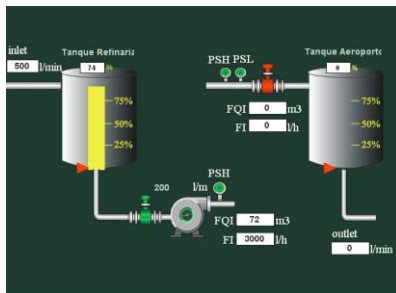 inlet
500 l/min
Tanque Refinaria
74 %
75%
50%
25%
200 l/m
PSH
FQI 72 m3
FI 3000 l/h
PSH PSL
FQI 0 m3
FI 0 l/h
Tanque Aeroporto
%
75%
50%
25%
outlet
0 l/min